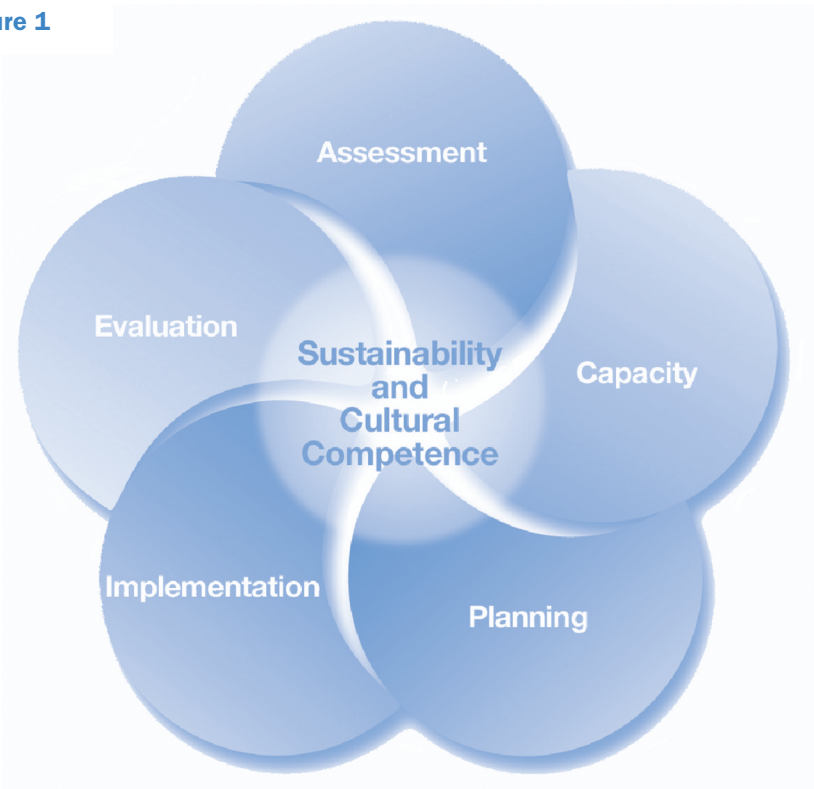 ure 1
Assessment
Evaluation
Capacity
Sustainability
and
Cultural
Competence
Implementation
Planning